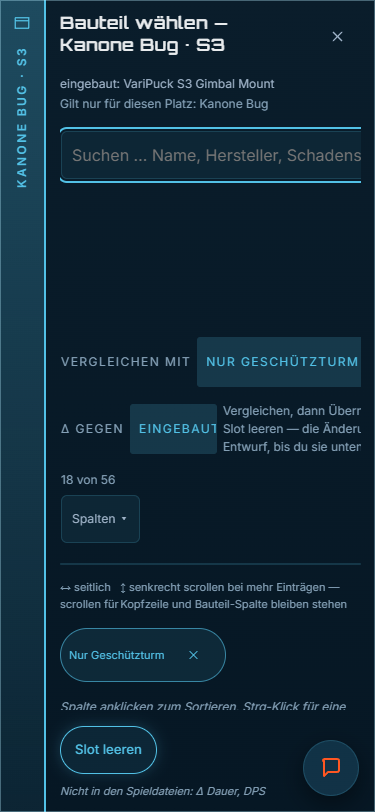 KANONE BUG · S3
Bauteil wählen —
Kanone Bug · S3
eingebaut: VariPuck S3 Gimbal Mount
Gilt nur für diesen Platz: Kanone Bug
Suchen ... Name, Hersteller, Schadens
VERGLEICHEN MIT NUR GESCHÜTZTURM
Δ GEGEN EINGEBAUT
Vergleichen, dann Übern
Slot leeren — die Änderu
Entwurf, bis du sie unter
18 von 56
Spalten
↔ seitlich ↕ senkrecht scrollen bei mehr Einträgen —
scrollen für Kopfzeile und Bauteil-Spalte bleiben stehen
Nur Geschützturm ×
Spalte anklicken zum Sortieren, Strg-Klick für eine
Slot leeren
Nicht in den Spieldateien: Δ Dauer, DPS